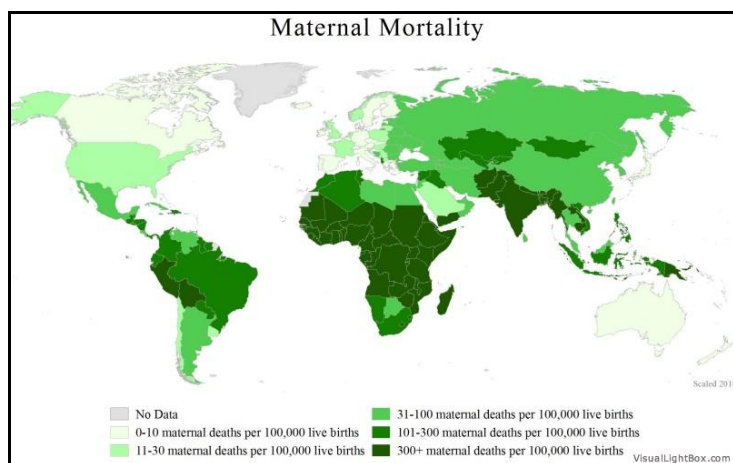 Maternal Mortality
Scaled 2010
No Data
0-10 maternal deaths per 100,000 live births
11-30 maternal deaths per 100,000 live births
31-100 maternal deaths per 100,000 live births
101-300 maternal deaths per 100,000 live births
300+ maternal deaths per 100,000 live births
VisualLightBox.com